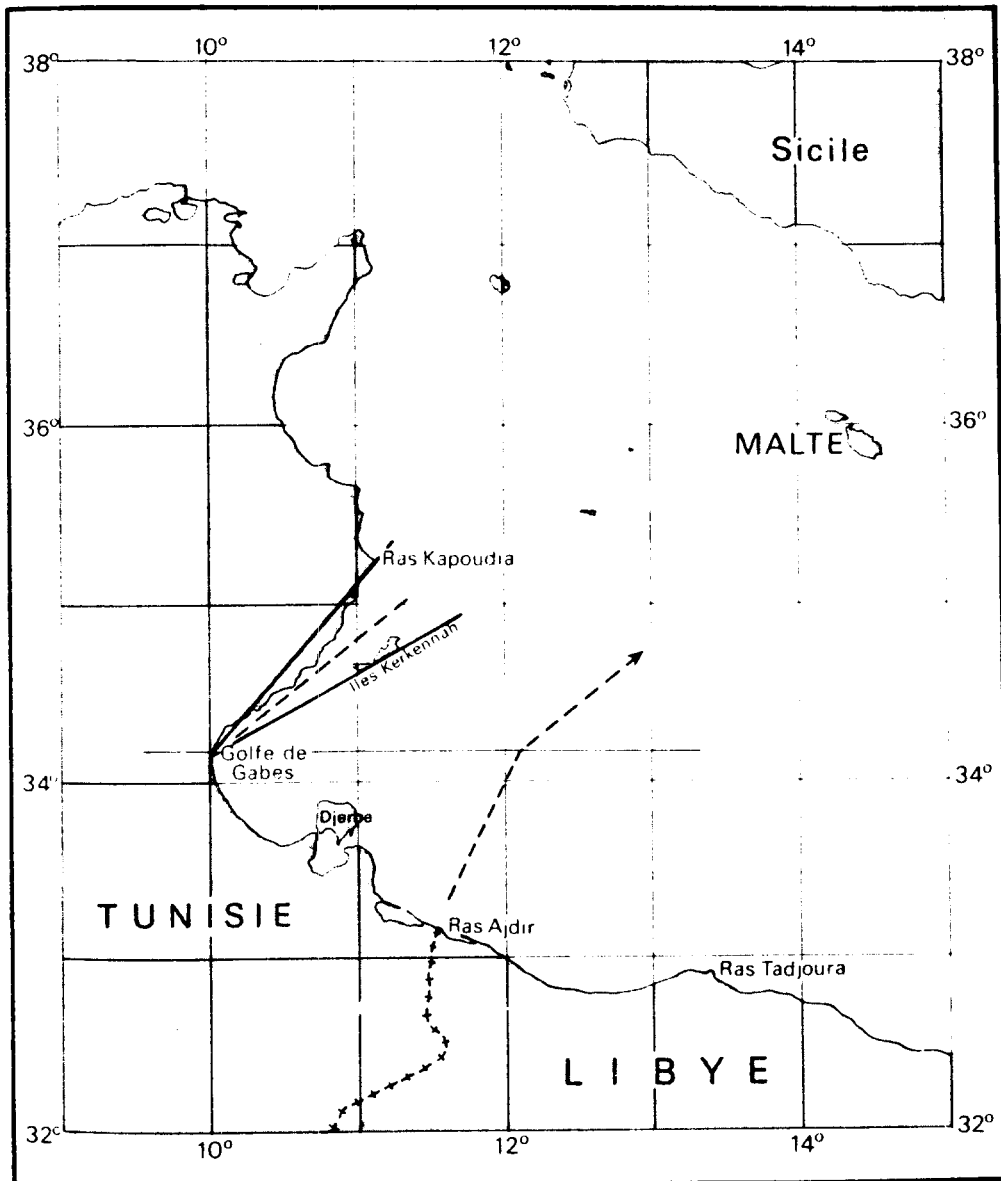 10° 12° 14°
38° 38°
Sicile
36° 36°
MALTE
Ras Kapoudia
Iles Kerkennah
Golfe de
Gabes
34° 34°
Djerba
TUNISIE
Ras Ajdir
Ras Tadjoura
LIBYE
32° 32°
10° 12° 14°